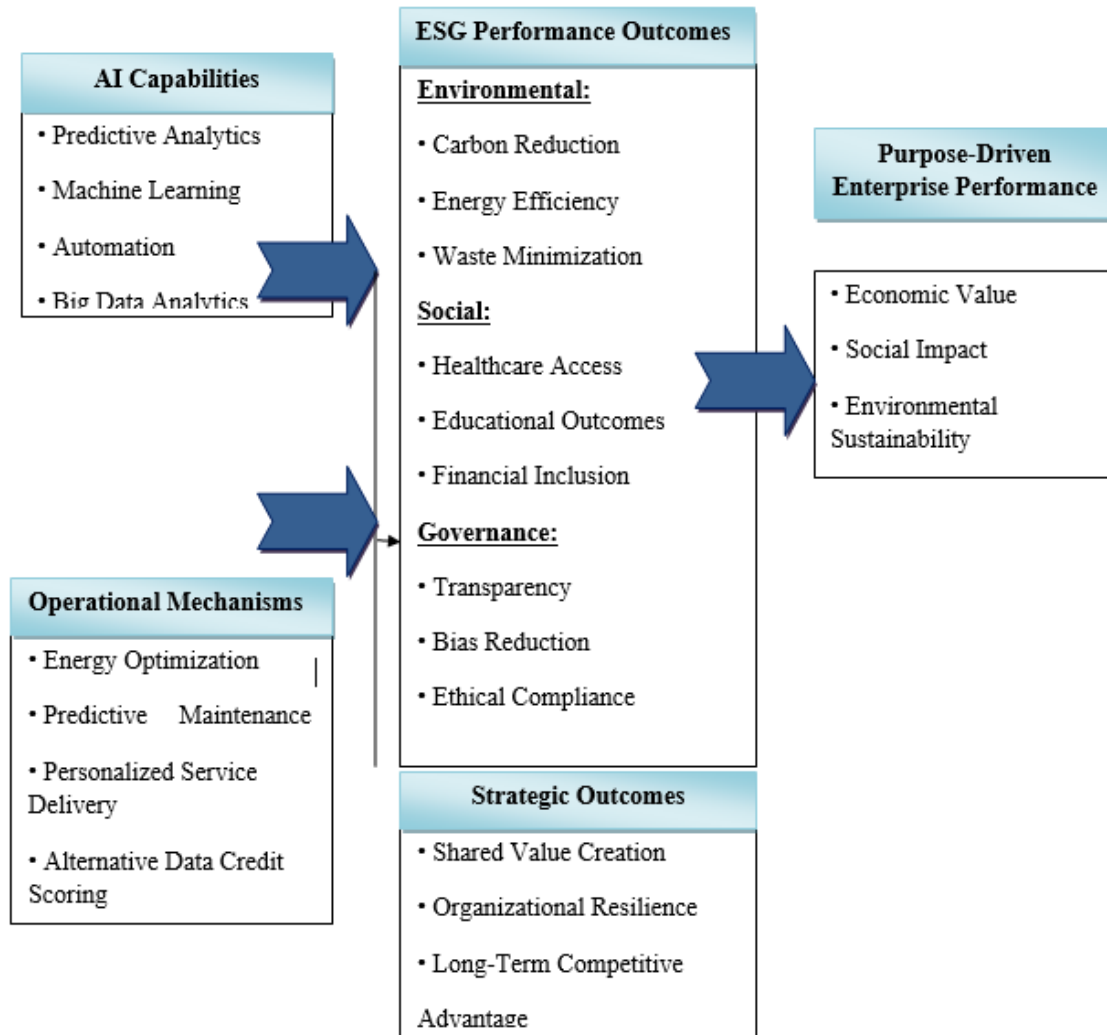 AI Capabilities
• Predictive Analytics
• Machine Learning
• Automation
• Big Data Analytics
Operational Mechanisms
• Energy Optimization
• Predictive Maintenance
• Personalized Service
Delivery
• Alternative Data Credit
Scoring
ESG Performance Outcomes
Environmental:
• Carbon Reduction
• Energy Efficiency
• Waste Minimization
Social:
• Healthcare Access
• Educational Outcomes
• Financial Inclusion
Governance:
• Transparency
• Bias Reduction
• Ethical Compliance
Strategic Outcomes
• Shared Value Creation
• Organizational Resilience
• Long-Term Competitive
Advantage
Purpose-Driven
Enterprise Performance
• Economic Value
• Social Impact
• Environmental
Sustainability